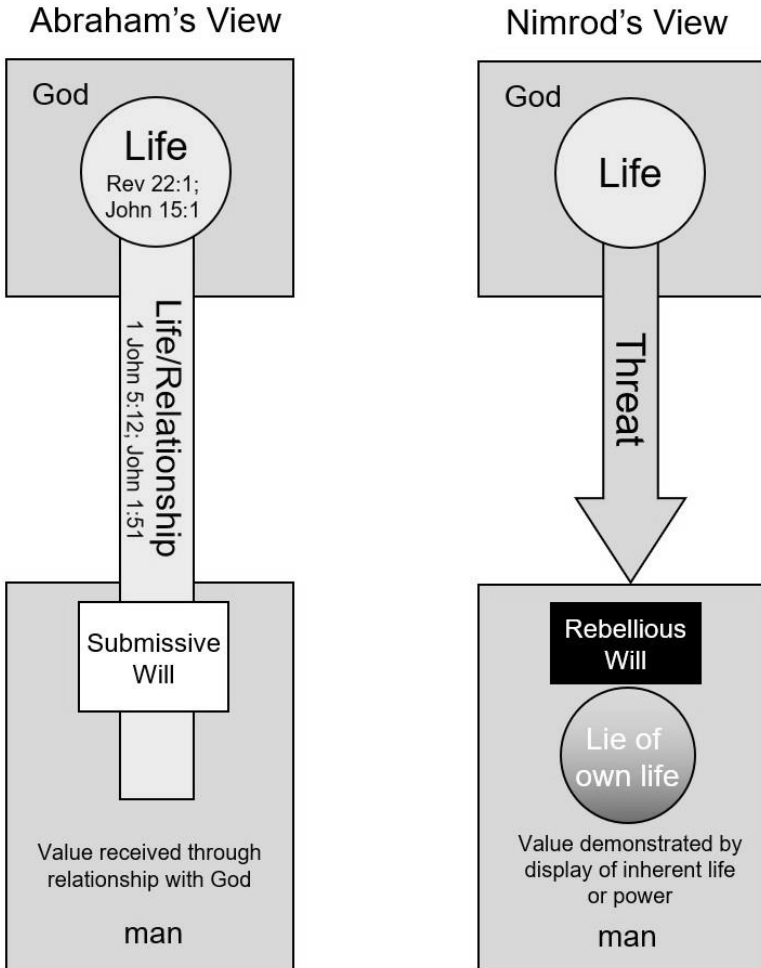 Abraham's View
God
Life
Rev 22:1;
John 15:1
Life/Relationship
1 John 5:12; John 1:51
Submissive
Will
Value received through
relationship with God
man
Nimrod's View
God
Life
Threat
Rebellious
Will
Lie of
own life
Value demonstrated by
display of inherent life
or power
man